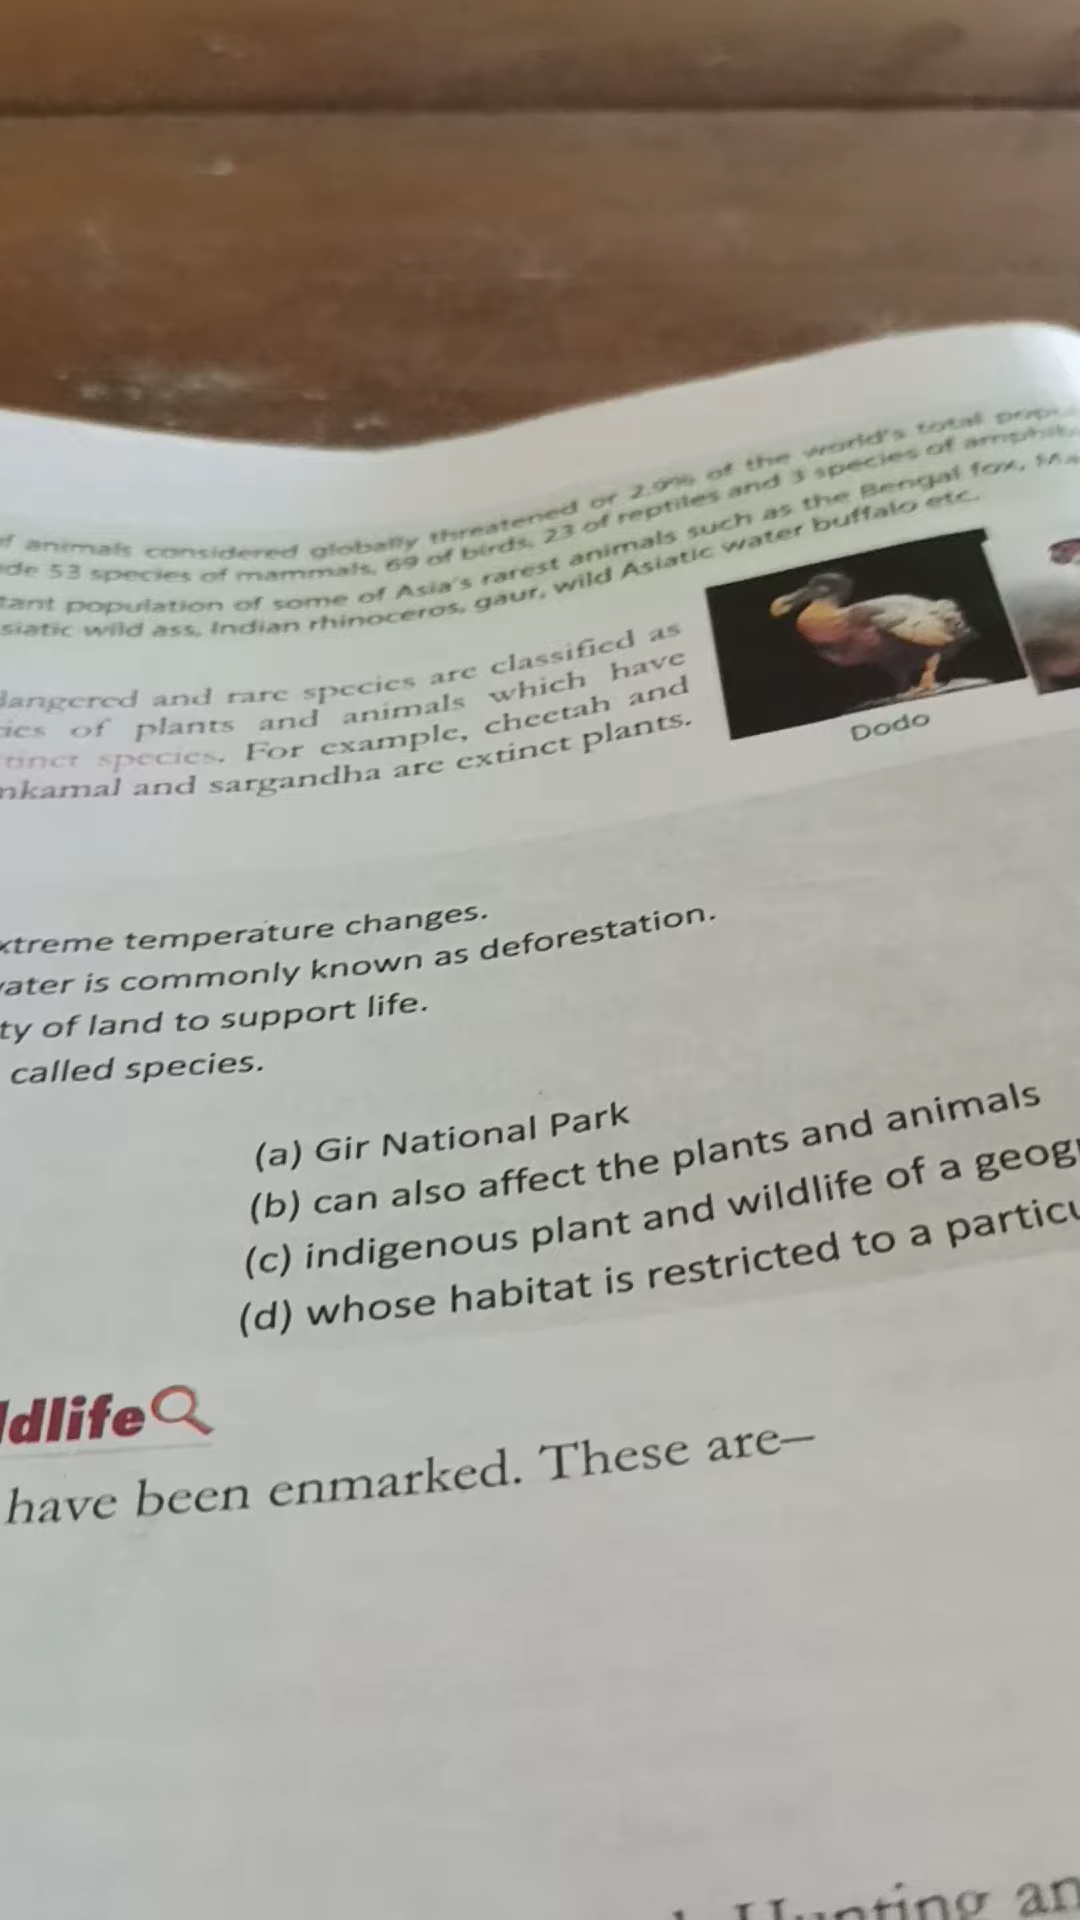 f animals considered globally threatened or 2.9% of the world's total
de 53 species of mammals, 69 of birds, 23 of reptiles and 3 species of
tant population of some of Asia's rarest animals such as the Bengal fox,
siatic wild ass, Indian rhinoceros, gaur, wild Asiatic water buffalo etc.
dangered and rare species are classified as
ies of plants and animals which have
tinct species. For example, cheetah and
mkamal and sargandha are extinct plants.
Dodo
xtreme temperature changes.
ater is commonly known as deforestation.
ty of land to support life.
called species.
(a) Gir National Park
(b) can also affect the plants and animals
(c) indigenous plant and wildlife of a geog
(d) whose habitat is restricted to a particu
ldlife
have been enmarked. These are—
Hunting an